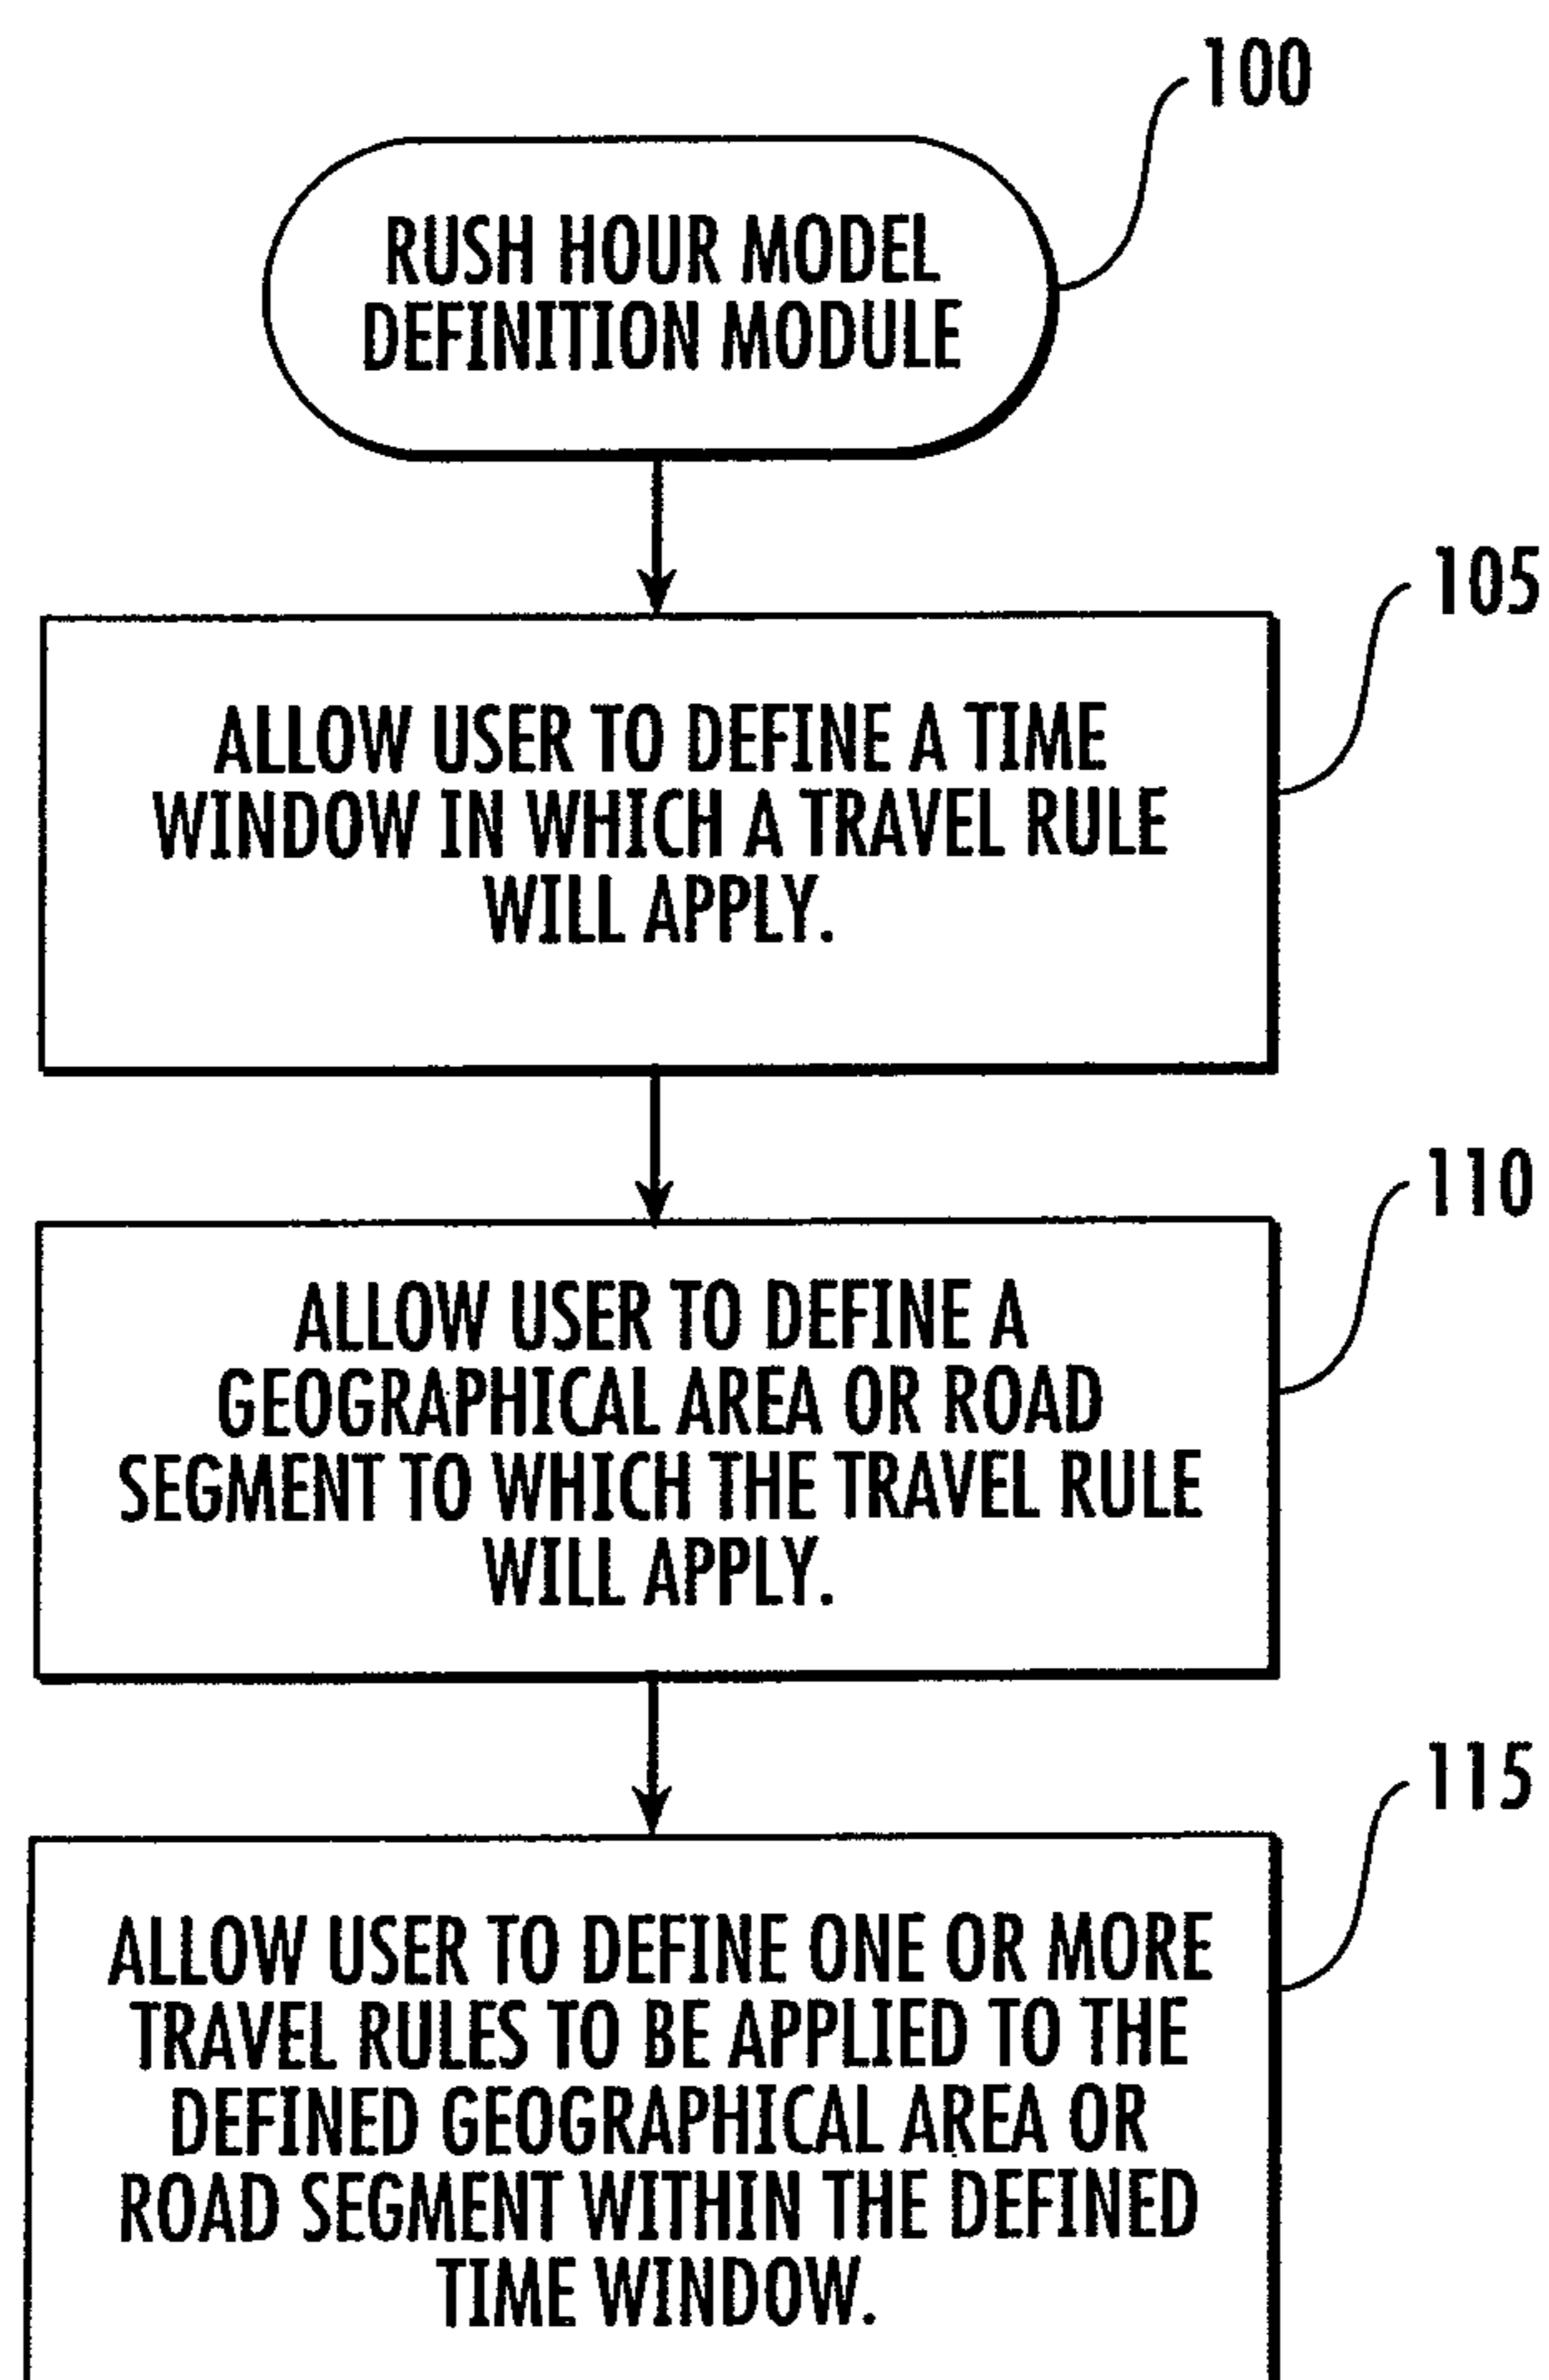 100
RUSH HOUR MODEL
DEFINITION MODULE
105
ALLOW USER TO DEFINE A TIME
WINDOW IN WHICH A TRAVEL RULE
WILL APPLY.
110
ALLOW USER TO DEFINE A
GEOGRAPHICAL AREA OR ROAD
SEGMENT TO WHICH THE TRAVEL RULE
WILL APPLY.
115
ALLOW USER TO DEFINE ONE OR MORE
TRAVEL RULES TO BE APPLIED TO THE
DEFINED GEOGRAPHICAL AREA OR
ROAD SEGMENT WITHIN THE DEFINED
TIME WINDOW.